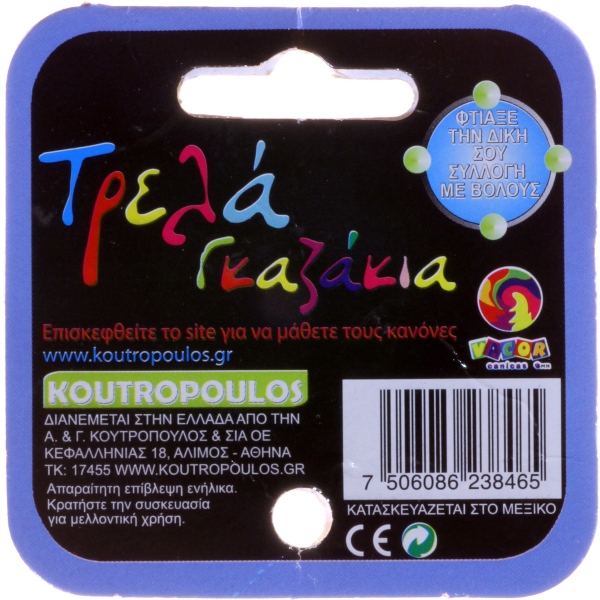 ΦΤΙΑΞΕ
ΤΗΝ ΔΙΚΗ
ΣΟΥ
ΣΥΛΛΟΓΗ
ΜΕ ΒΟΛΟΥΣ
Τρελά
γκαζάκια
Επισκεφθείτε το site για να μάθετε τους κανόνες
www.koutropoulos.gr
VACOR
canicas
KOUTROPOULOS
ΔΙΑΝΕΜΕΤΑΙ ΣΤΗΝ ΕΛΛΑΔΑ ΑΠΟ ΤΗΝ
Α. & Γ. ΚΟΥΤΡΟΠΟΥΛΟΣ & ΣΙΑ ΟΕ
ΚΕΦΑΛΛΗΝΙΑΣ 18, ΑΛΙΜΟΣ - ΑΘΗΝΑ
ΤΚ: 17455 WWW.KOUTROPOULOS.GR
Απαραίτητη επίβλεψη ενήλικα.
Κρατήστε την συσκευασία
για μελλοντική χρήση.
7 506086 238465
ΚΑΤΑΣΚΕΥΑΖΕΤΑΙ ΣΤΟ ΜΕΞΙΚΟ
CE